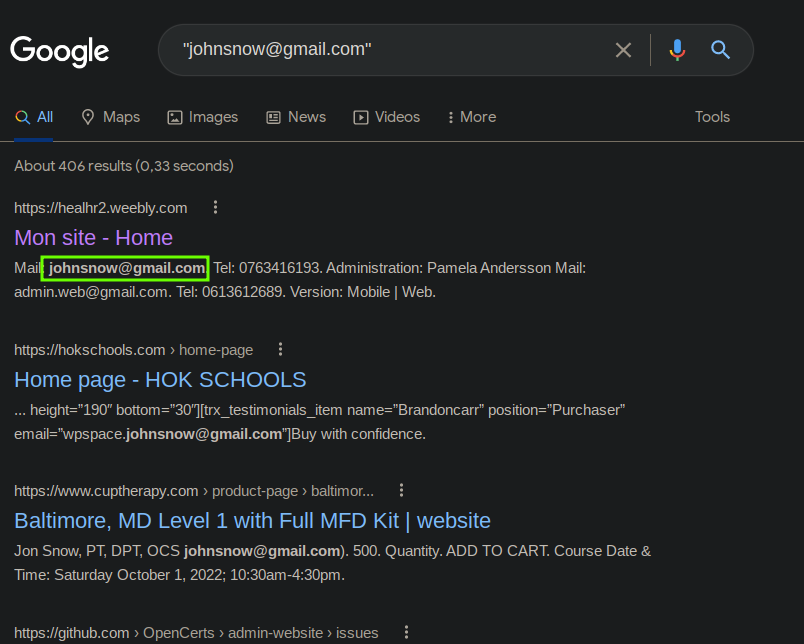 Google
"johnsnow@gmail.com"
All Maps Images News Videos More Tools
About 406 results (0,33 seconds)
https://healhr2.weebly.com
Mon site - Home
Mail: johnsnow@gmail.com. Tel: 0763416193. Administration: Pamela Andersson Mail:
admin.web@gmail.com. Tel: 0613612689. Version: Mobile | Web.
https://hokschools.com › home-page
Home page - HOK SCHOOLS
... height=”190″ bottom=”30″][trx_testimonials_item name=”Brandoncarr” position=”Purchaser”
email=”wpspace.johnsnow@gmail.com”]Buy with confidence.
https://www.cuptherapy.com › product-page › baltimor...
Baltimore, MD Level 1 with Full MFD Kit | website
Jon Snow, PT, DPT, OCS johnsnow@gmail.com). 500. Quantity. ADD TO CART. Course Date &
Time: Saturday October 1, 2022; 10:30am-4:30pm.
https://github.com › OpenCerts › admin-website › issues